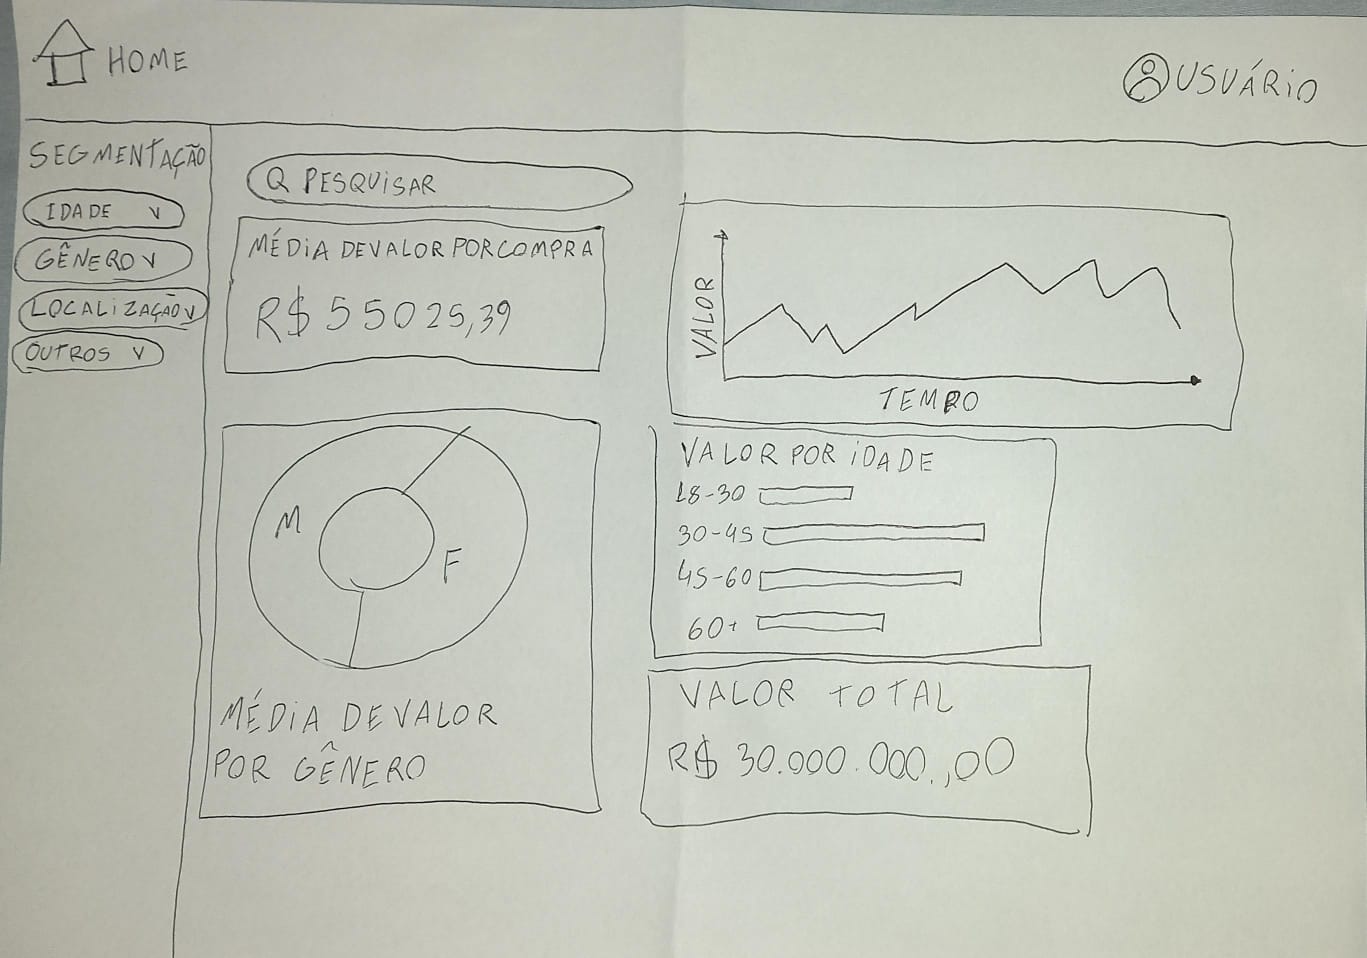 HOME
USUÁRIO
SEGMENTAÇÃO
IDADE
GÊNERO
LOCALIZAÇÃO
OUTROS
PESQUISAR
MÉDIA DE VALOR POR COMPRA
R$ 55025,39
VALOR
TEMPO
M
F
MÉDIA DE VALOR
POR GÊNERO
VALOR POR IDADE
18-30
30-45
45-60
60+
VALOR TOTAL
R$ 30.000.000.,00